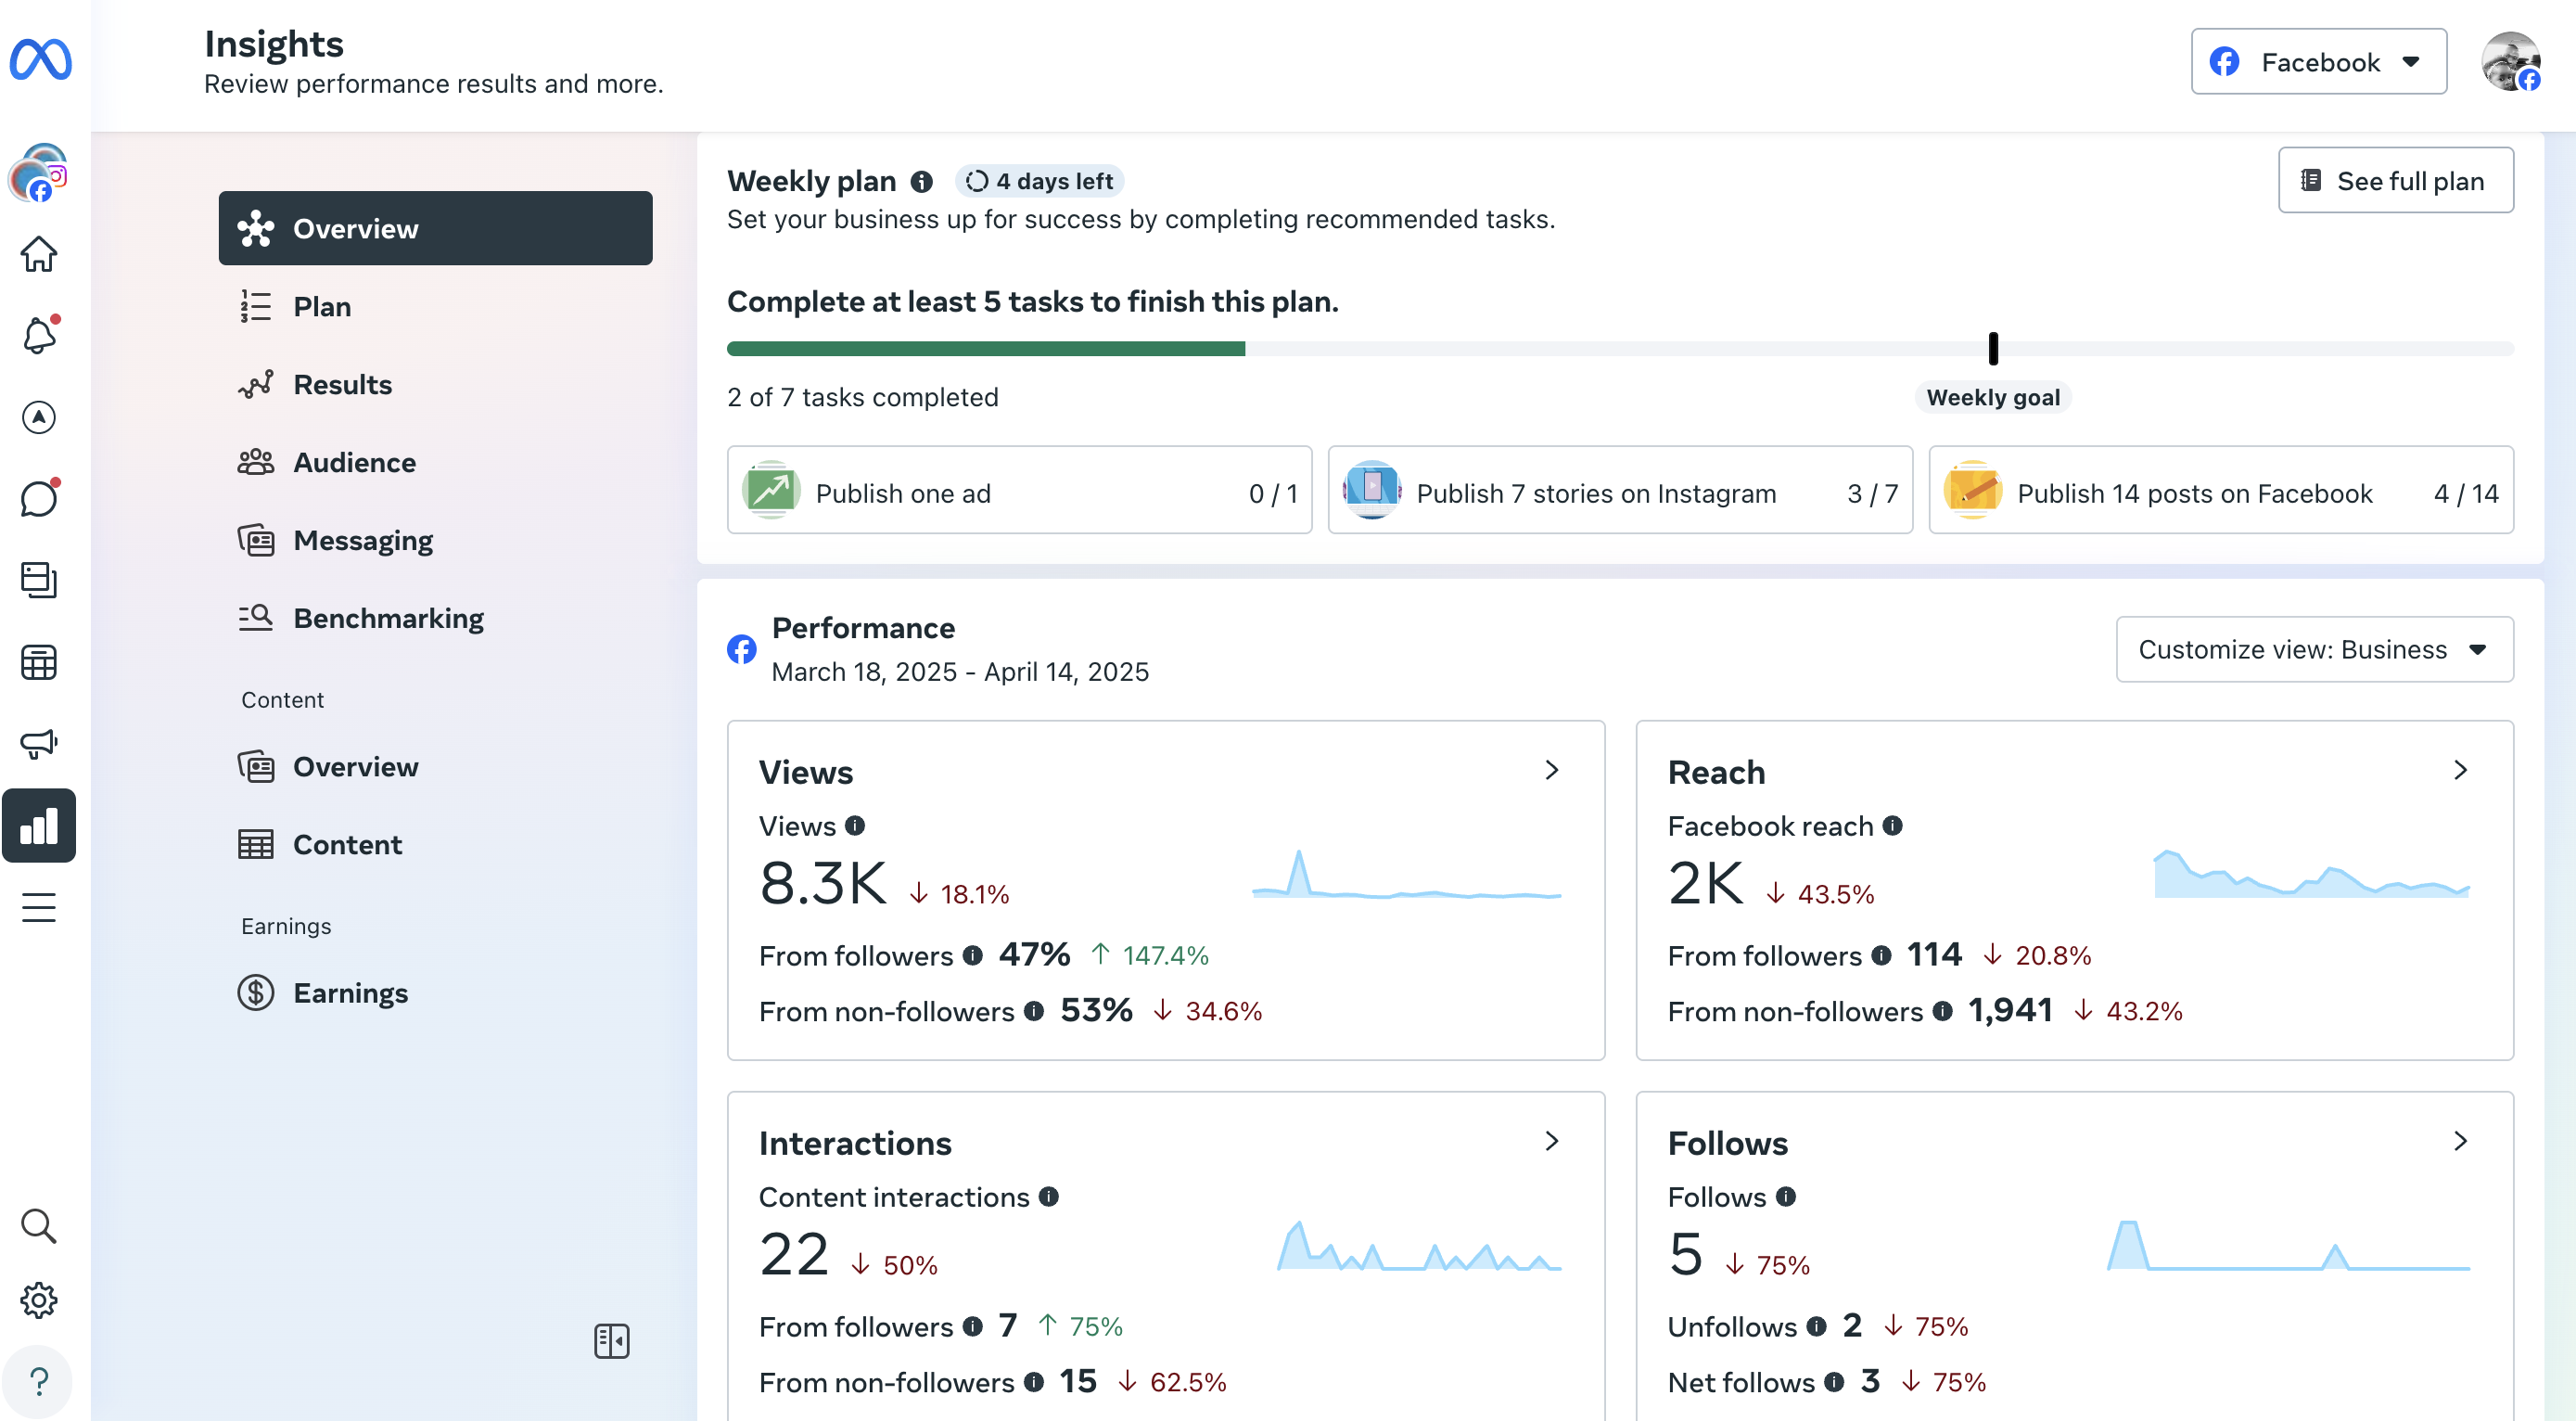 Insights
Review performance results and more.
Facebook
Overview
Plan
Results
Audience
Messaging
Benchmarking
Content
Overview
Content
Earnings
Earnings
Weekly plan 4 days left
Set your business up for success by completing recommended tasks.
See full plan
Complete at least 5 tasks to finish this plan.
2 of 7 tasks completed
Weekly goal
Publish one ad 0 / 1
Publish 7 stories on Instagram 3 / 7
Publish 14 posts on Facebook 4 / 14
Performance
March 18, 2025 - April 14, 2025
Customize view: Business
Views
Views
8.3K 18.1%
From followers 47% 147.4%
From non-followers 53% 34.6%
Reach
Facebook reach
2K 43.5%
From followers 114 20.8%
From non-followers 1,941 43.2%
Interactions
Content interactions
22 50%
From followers 7 75%
From non-followers 15 62.5%
Follows
Follows
5 75%
Unfollows 2 75%
Net follows 3 75%